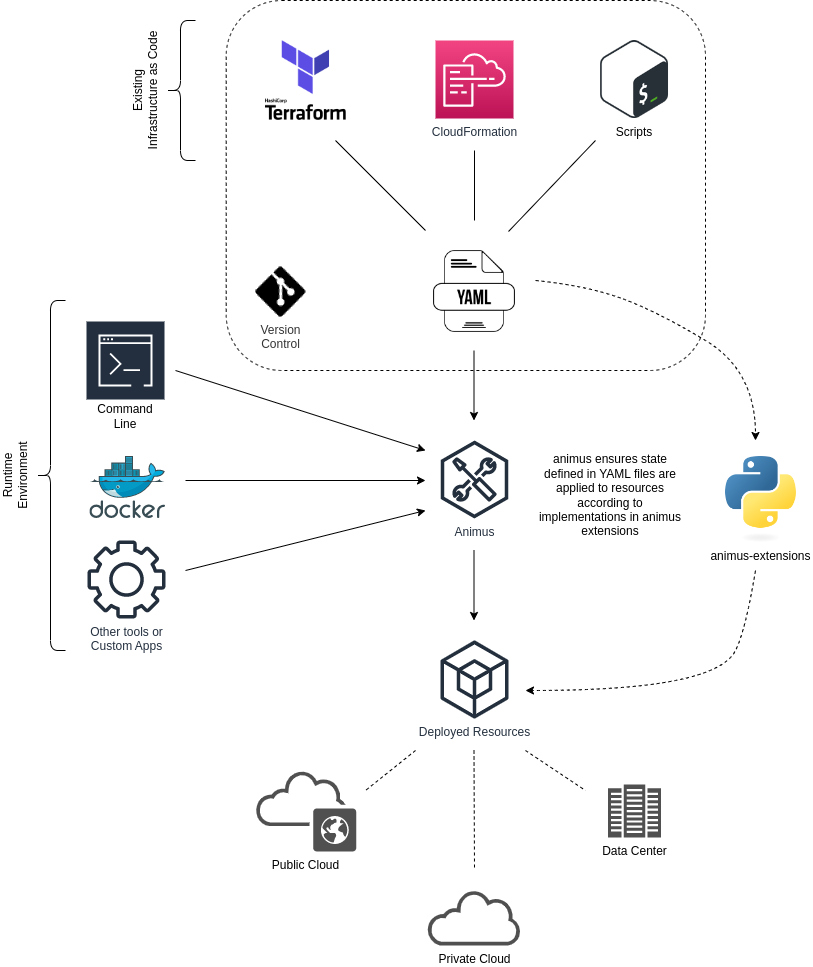 Existing
Infrastructure as Code
HashiCorp
Terraform
CloudFormation
$
Scripts
YAML
Version
Control
Runtime
Environment
Command
Line
docker
Other tools or
Custom Apps
Animus
animus ensures state
defined in YAML files are
applied to resources
according to
implementations in animus
extensions
animus-extensions
Deployed Resources
Public Cloud
Data Center
Private Cloud